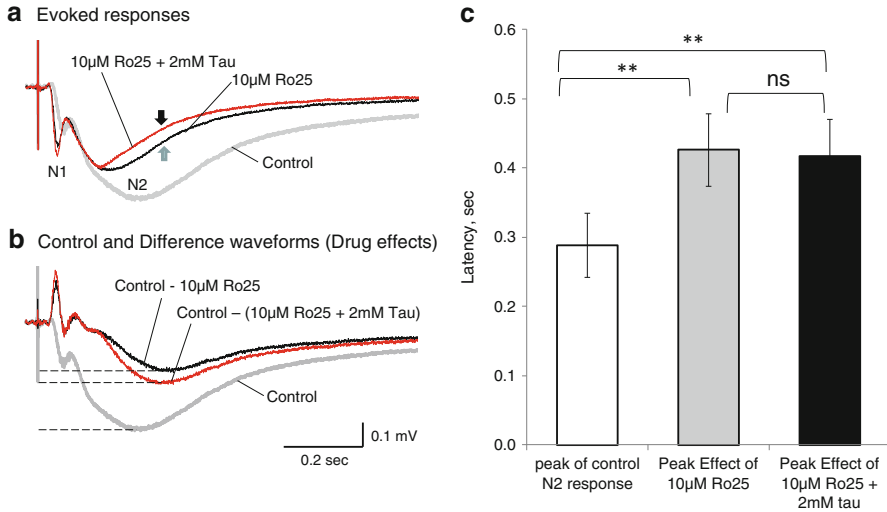 a Evoked responses
10μM Ro25 + 2mM Tau
10μM Ro25
N1
N2
Control
b Control and Difference waveforms (Drug effects)
Control - 10μM Ro25
Control – (10μM Ro25 + 2mM Tau)
Control
0.1 mV
0.2 sec
c
0.6
0.5
0.4
0.3
0.2
0.1
0.0
Latency, sec
**
**
ns
peak of control
N2 response
Peak Effect of
10μM Ro25
Peak Effect of
10μM Ro25 +
2mM tau